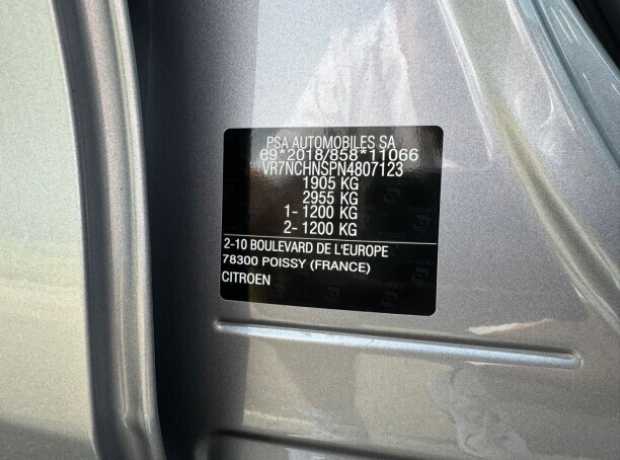 PSA AUTOMOBILES SA
e9*2018/858*11066
VR7NCHNSPN4807123
1905 KG
2955 KG
1- 1200 KG
2- 1200 KG
2-10 BOULEVARD DE L'EUROPE
78300 POISSY (FRANCE)
CITROEN